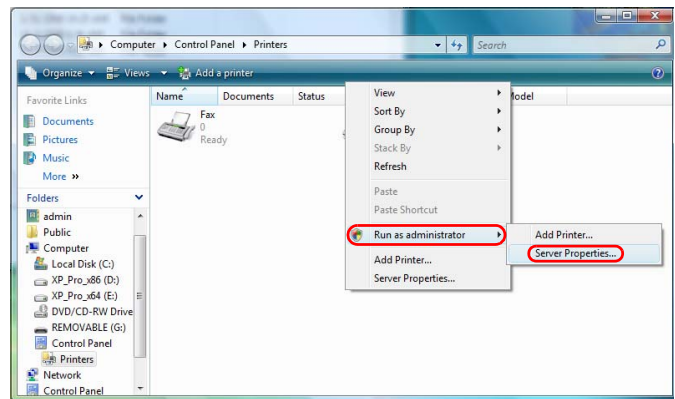 Computer ▸ Control Panel ▸ Printers
Search
Organize Views Add a printer
Favorite Links
Documents
Pictures
Music
More »
Folders
admin
Public
Computer
Local Disk (C:)
XP_Pro_x86 (D:)
XP_Pro_x64 (E:)
DVD/CD-RW Drive
REMOVABLE (G:)
Control Panel
Printers
Network
Control Panel
Name Documents Status Model
Fax
0
Ready
View
Sort By
Group By
Stack By
Refresh
Paste
Paste Shortcut
Run as administrator
Add Printer...
Server Properties...
Add Printer...
Server Properties...